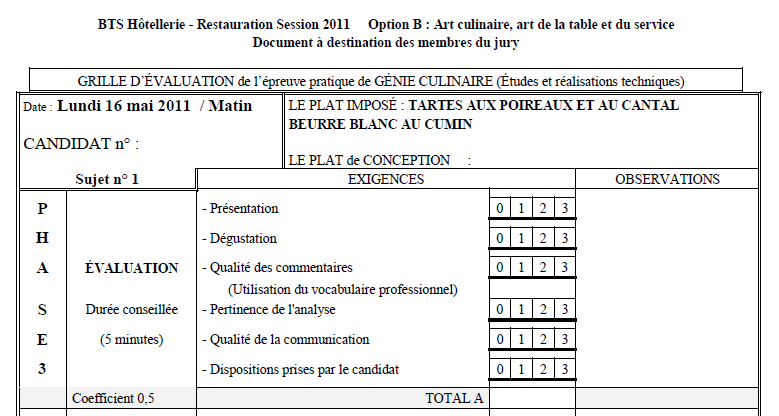 BTS Hôtellerie - Restauration Session 2011 Option B : Art culinaire, art de la table et du service
Document à destination des membres du jury
GRILLE D'ÉVALUATION de l'épreuve pratique de GÉNIE CULINAIRE (Études et réalisations techniques)
Date : Lundi 16 mai 2011 / Matin
CANDIDAT n° :
LE PLAT IMPOSÉ : TARTES AUX POIREAUX ET AU CANTAL
BEURRE BLANC AU CUMIN
LE PLAT de CONCEPTION :
Sujet n° 1 EXIGENCES OBSERVATIONS
P - Présentation 0 1 2 3
H - Dégustation 0 1 2 3
A ÉVALUATION - Qualité des commentaires 0 1 2 3
(Utilisation du vocabulaire professionnel)
S Durée conseillée - Pertinence de l'analyse 0 1 2 3
E (5 minutes) - Qualité de la communication 0 1 2 3
3 - Dispositions prises par le candidat 0 1 2 3
Coefficient 0,5 TOTAL A